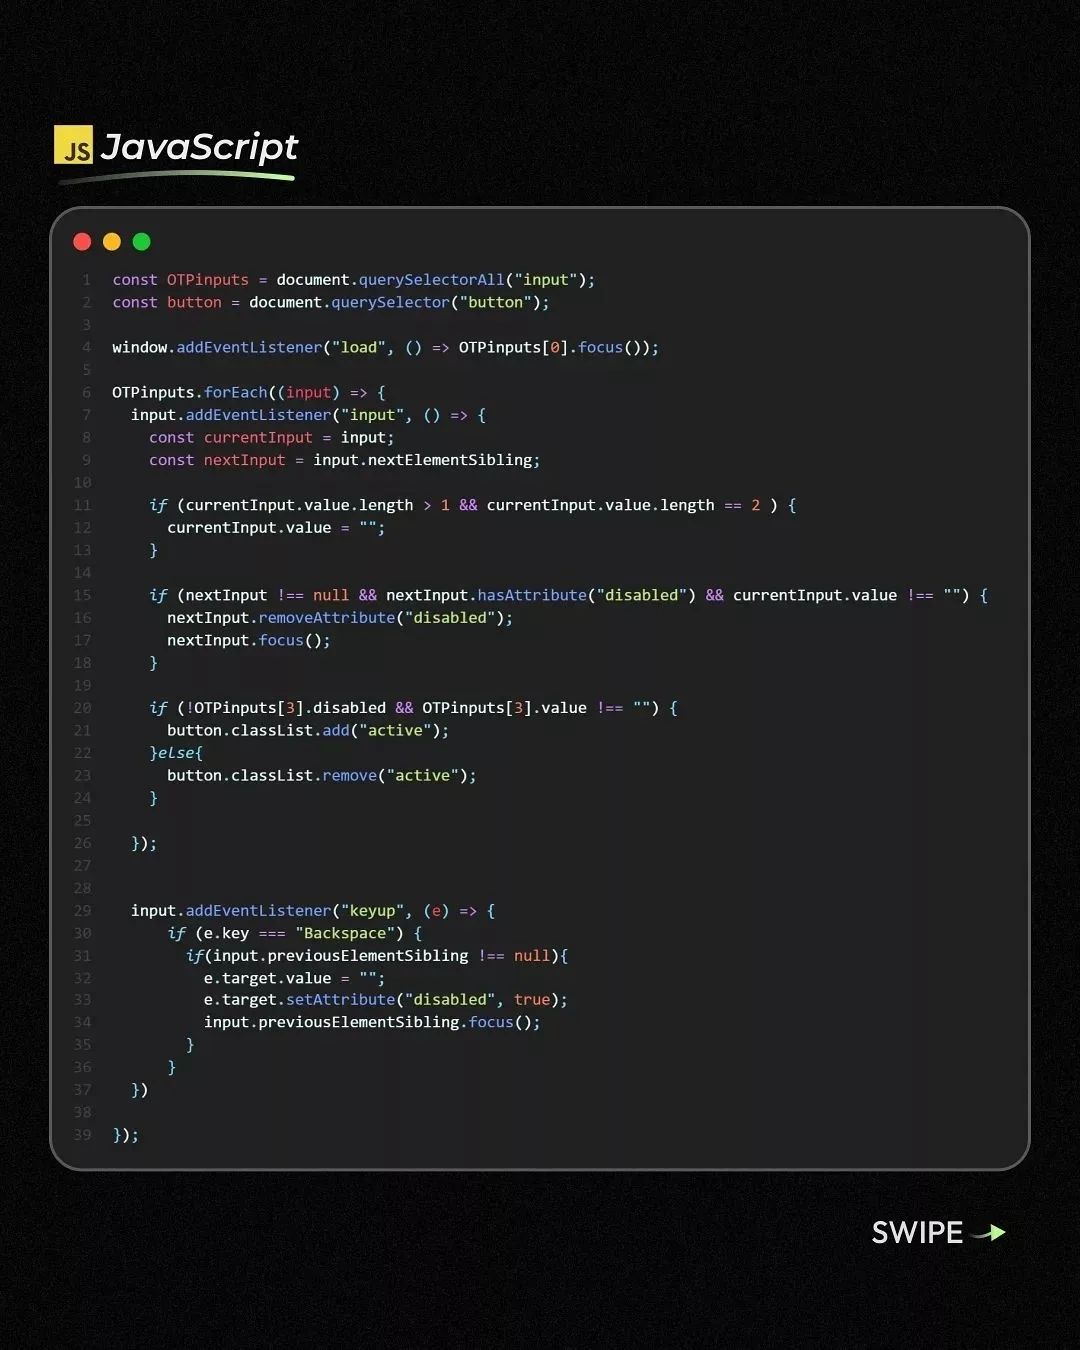 JS JavaScript
1 const OTPinputs = document.querySelectorAll("input");
2 const button = document.querySelector("button");
3
4 window.addEventListener("load", () => OTPinputs[0].focus());
5
6 OTPinputs.forEach((input) => {
7   input.addEventListener("input", () => {
8     const currentInput = input;
9     const nextInput = input.nextElementSibling;
10
11     if (currentInput.value.length > 1 && currentInput.value.length == 2 ) {
12       currentInput.value = "";
13     }
14
15     if (nextInput !== null && nextInput.hasAttribute("disabled") && currentInput.value !== "") {
16       nextInput.removeAttribute("disabled");
17       nextInput.focus();
18     }
19
20     if (!OTPinputs[3].disabled && OTPinputs[3].value !== "") {
21       button.classList.add("active");
22     }else{
23       button.classList.remove("active");
24     }
25
26   });
27
28
29   input.addEventListener("keyup", (e) => {
30       if (e.key === "Backspace") {
31         if(input.previousElementSibling !== null){
32           e.target.value = "";
33           e.target.setAttribute("disabled", true);
34           input.previousElementSibling.focus();
35         }
36       }
37   })
38
39 });
SWIPE